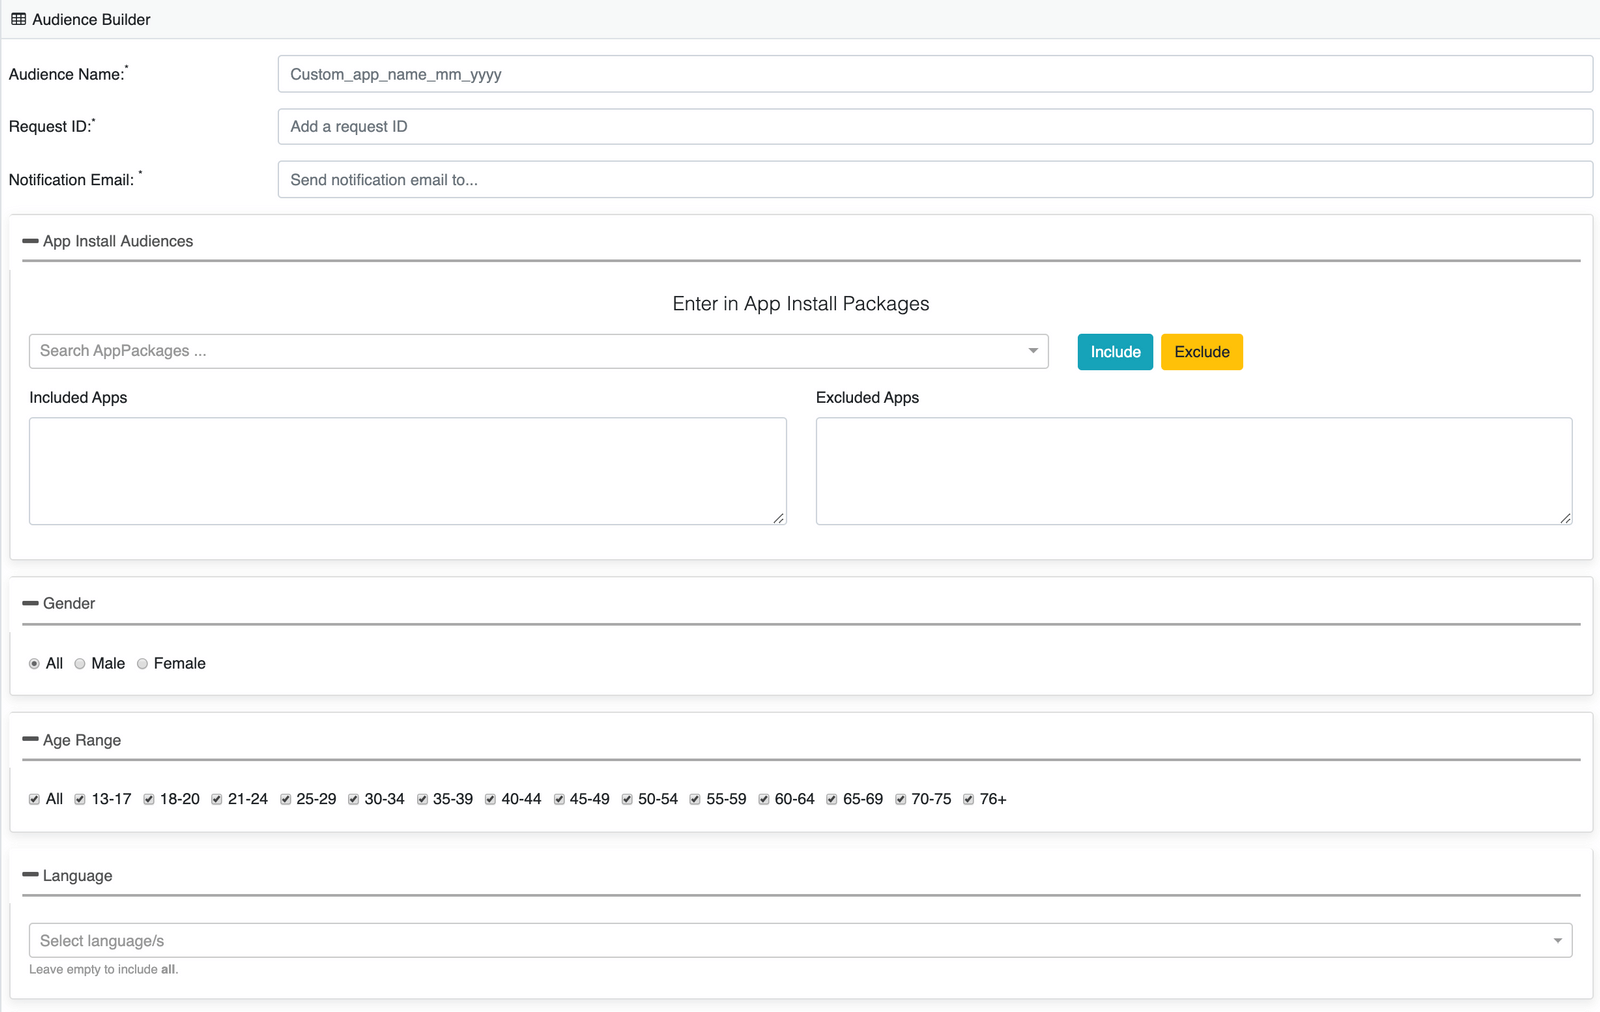 Audience Builder
Audience Name:*
Custom_app_name_mm_yyyy
Request ID:*
Add a request ID
Notification Email: *
Send notification email to...
App Install Audiences
Enter in App Install Packages
Search AppPackages ...
Include
Exclude
Included Apps
Excluded Apps
Gender
All Male Female
Age Range
All 13-17 18-20 21-24 25-29 30-34 35-39 40-44 45-49 50-54 55-59 60-64 65-69 70-75 76+
Language
Select language/s
Leave empty to include all.